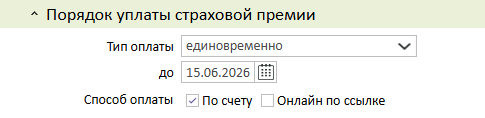 Порядок уплаты страховой премии
Тип оплаты единовременно
до 15.06.2026
Способ оплаты По счету Онлайн по ссылке